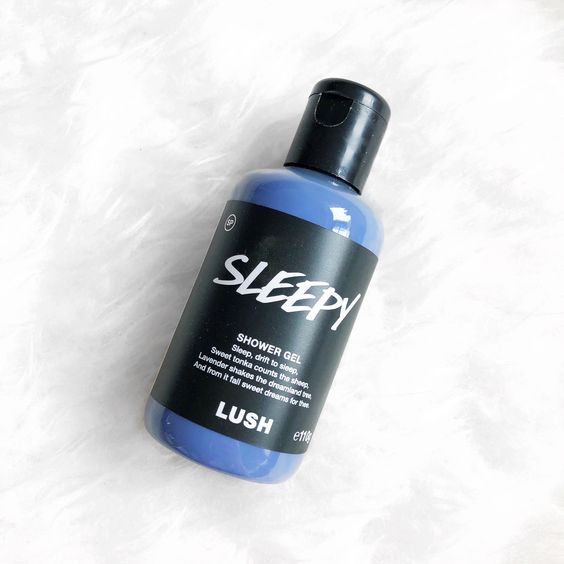 SP
SLEEPY
SHOWER GEL
Sleep, drift to sleep,
Sweet tonka counts the sheep,
Lavender shakes the dreamland tree,
And from it fall sweet dreams for thee.
LUSH
℮110g